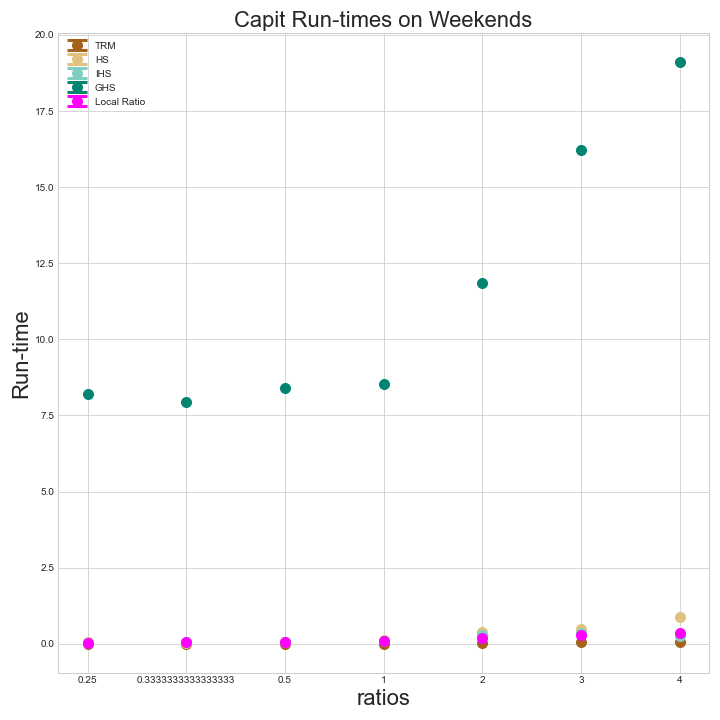 Capit Run-times on Weekends
TRM
HS
IHS
GHS
Local Ratio
20.0
17.5
15.0
12.5
10.0
7.5
5.0
2.5
0.0
Run-time
0.25 0.3333333333333333 0.5 1 2 3 4
ratios